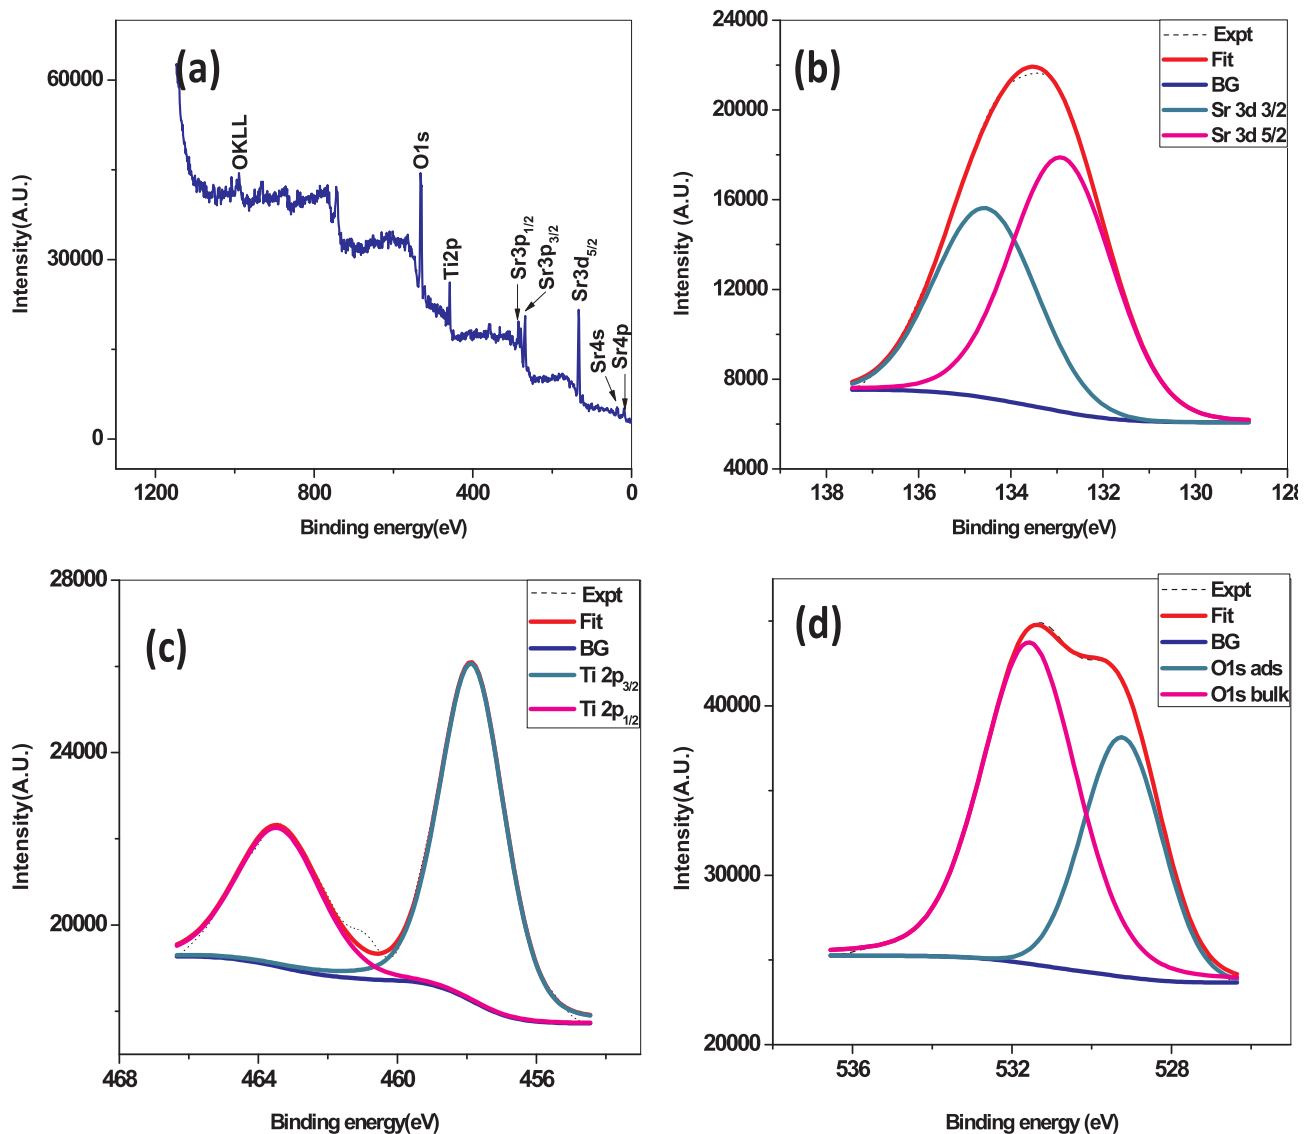 (a)
60000
30000
0
Intensity(A.U.)
OKLL
O1s
Ti2p
Sr3p1/2
Sr3p3/2
Sr3d5/2
Sr4s
Sr4p
1200
800
400
0
Binding energy(eV)
(b)
24000
20000
16000
12000
8000
4000
Intensity (A.U.)
Expt
Fit
BG
Sr 3d 3/2
Sr 3d 5/2
138
136
134
132
130
128
Binding energy(eV)
(c)
28000
24000
20000
Intensity(A.U.)
Expt
Fit
BG
Ti 2p3/2
Ti 2p1/2
468
464
460
456
Binding energy(eV)
(d)
40000
30000
20000
Intensity(A.U.)
Expt
Fit
BG
O1s ads
O1s bulk
536
532
528
Binding energy (eV)